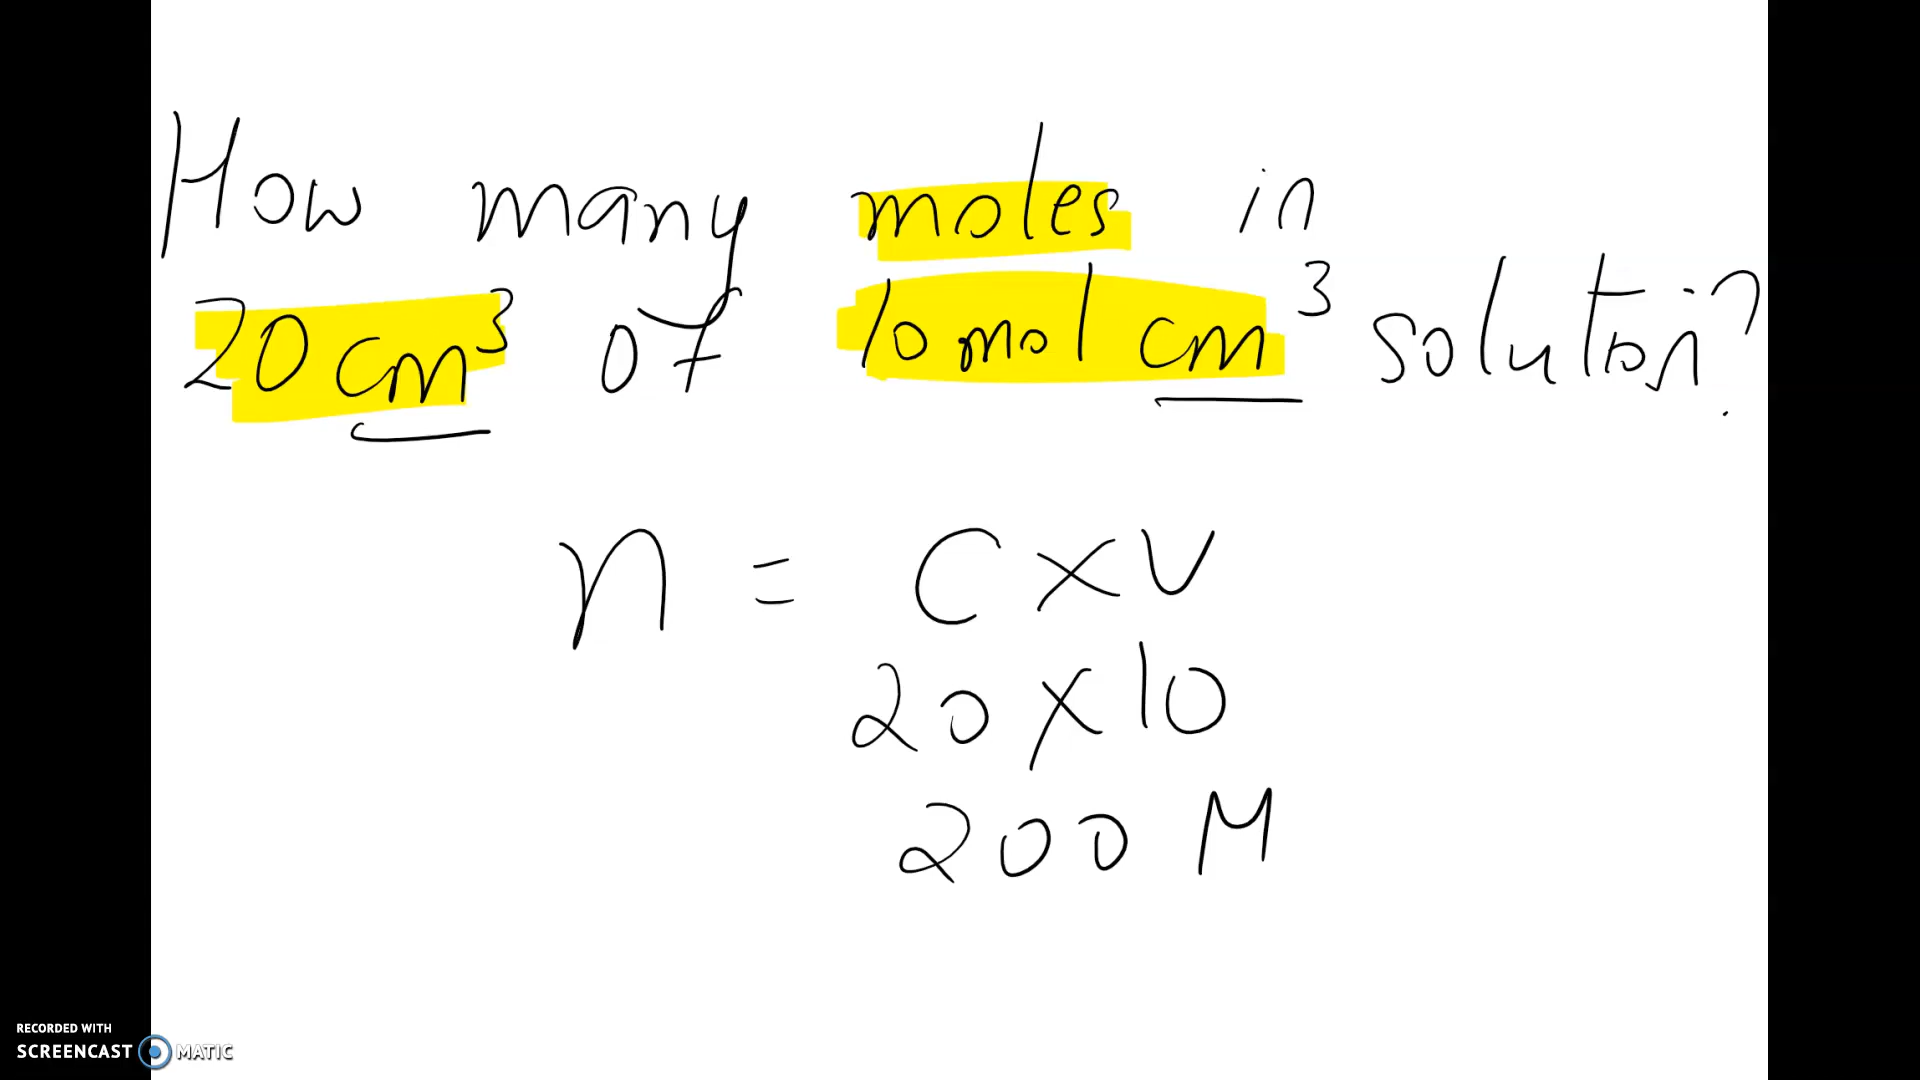 How many moles in
20cm³ of 10mol cm³ solution?
n = C×V
20×10
200 M
RECORDED WITH
SCREENCAST MATIC